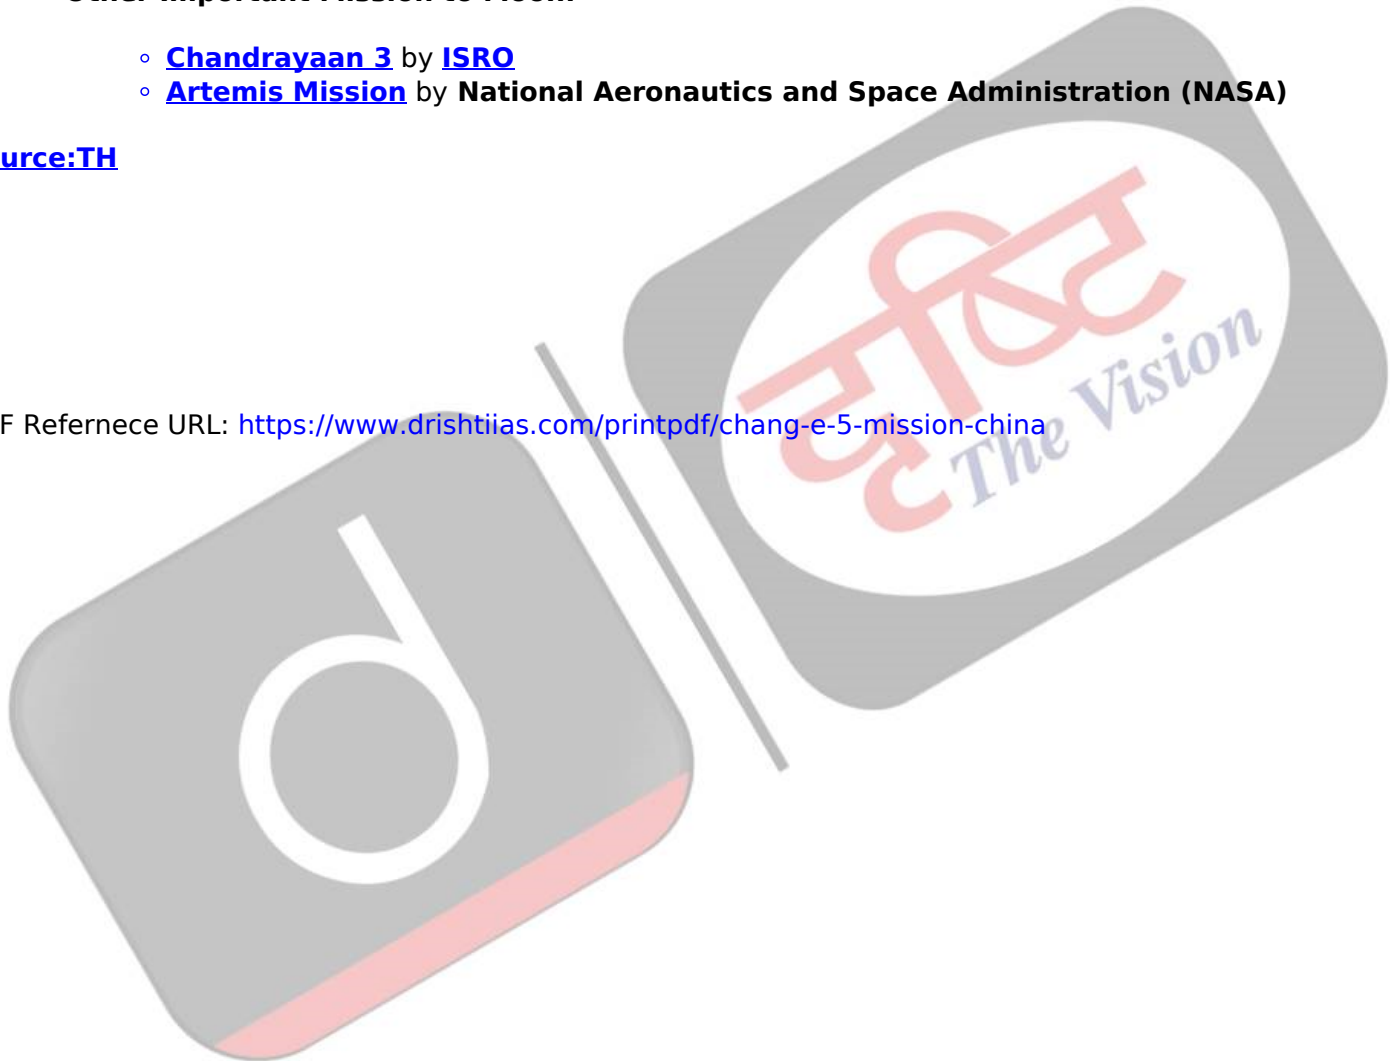 Chandrayaan 3 by ISRO
Artemis Mission by National Aeronautics and Space Administration (NASA)
urce:TH
F Refernece URL: https://www.drishtiias.com/printpdf/chang-e-5-mission-china
दृष्टि
The Vision
d